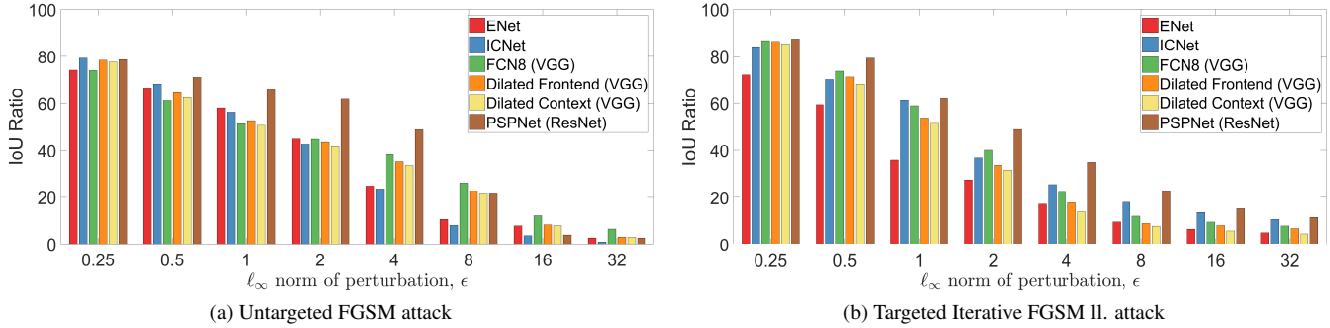 100
80
60
40
20
0
IoU Ratio
ENet
ICNet
FCN8 (VGG)
Dilated Frontend (VGG)
Dilated Context (VGG)
PSPNet (ResNet)
0.25 0.5 1 2 4 8 16 32
ℓ∞ norm of perturbation, ϵ
(a) Untargeted FGSM attack
100
80
60
40
20
0
IoU Ratio
ENet
ICNet
FCN8 (VGG)
Dilated Frontend (VGG)
Dilated Context (VGG)
PSPNet (ResNet)
0.25 0.5 1 2 4 8 16 32
ℓ∞ norm of perturbation, ϵ
(b) Targeted Iterative FGSM ll. attack